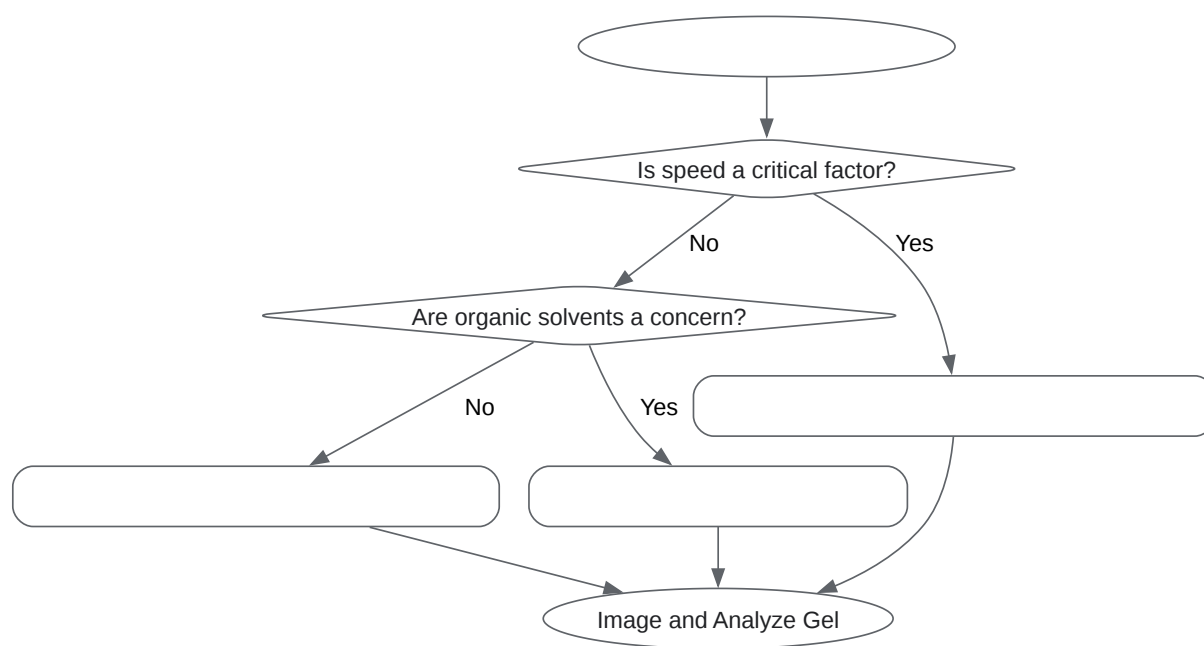 Is speed a critical factor?
No
Yes
Are organic solvents a concern?
No
Yes
Image and Analyze Gel